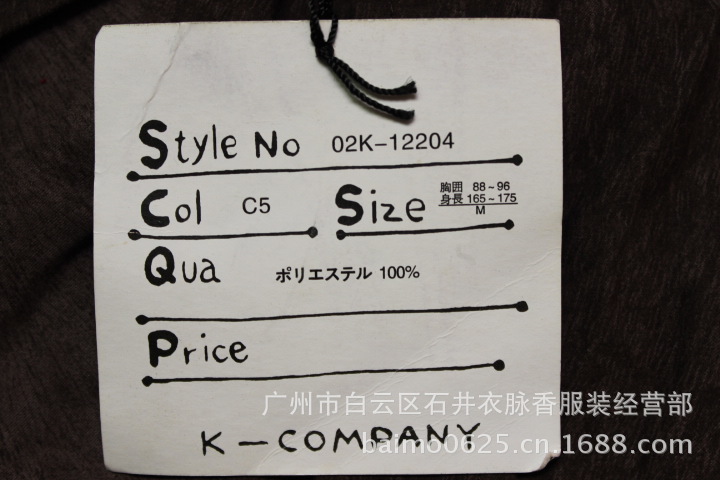 Style No 02K-12204
Col C5 Size 胸囲 88~96
身長 165~175
M
Qua ポリエステル 100%
Price
广州市白云区石井衣脉香服装经营部
K-COMPANY
baimo0625.cn.1688.com